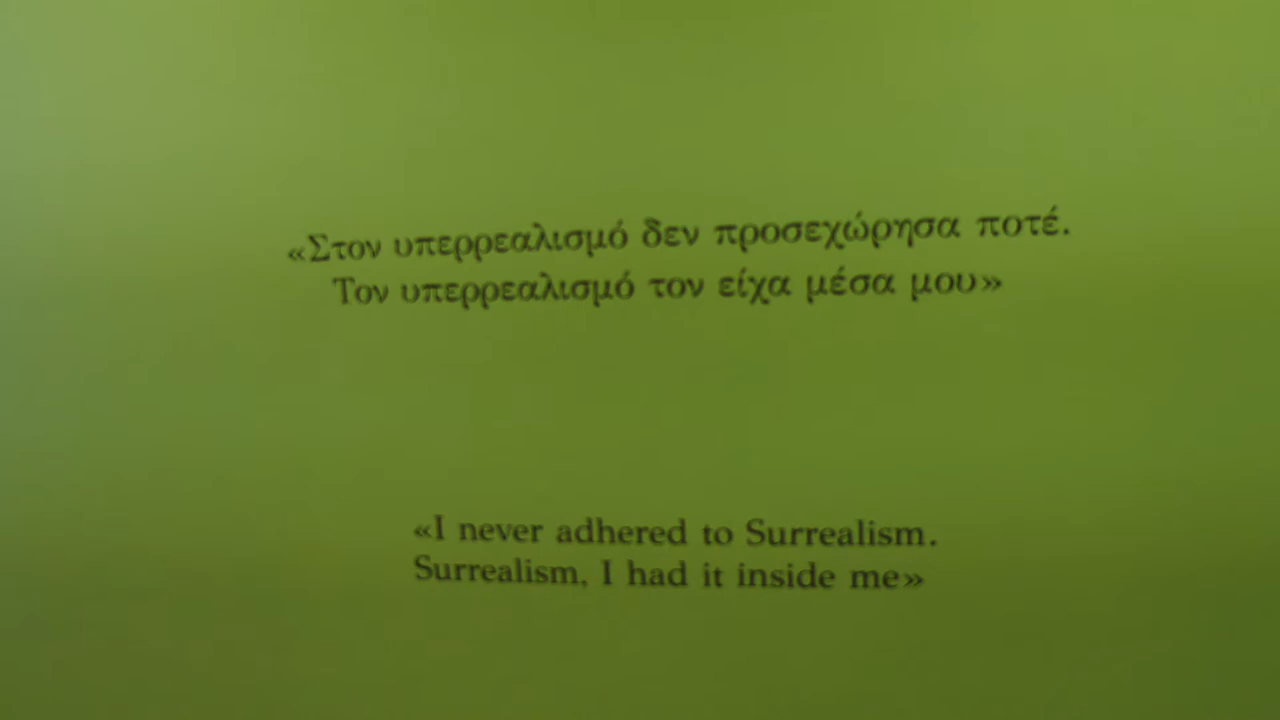 «Στον υπερρεαλισμό δεν προσεχώρησα ποτέ.
Τον υπερρεαλισμό τον είχα μέσα μου»
«I never adhered to Surrealism.
Surrealism, I had it inside me»